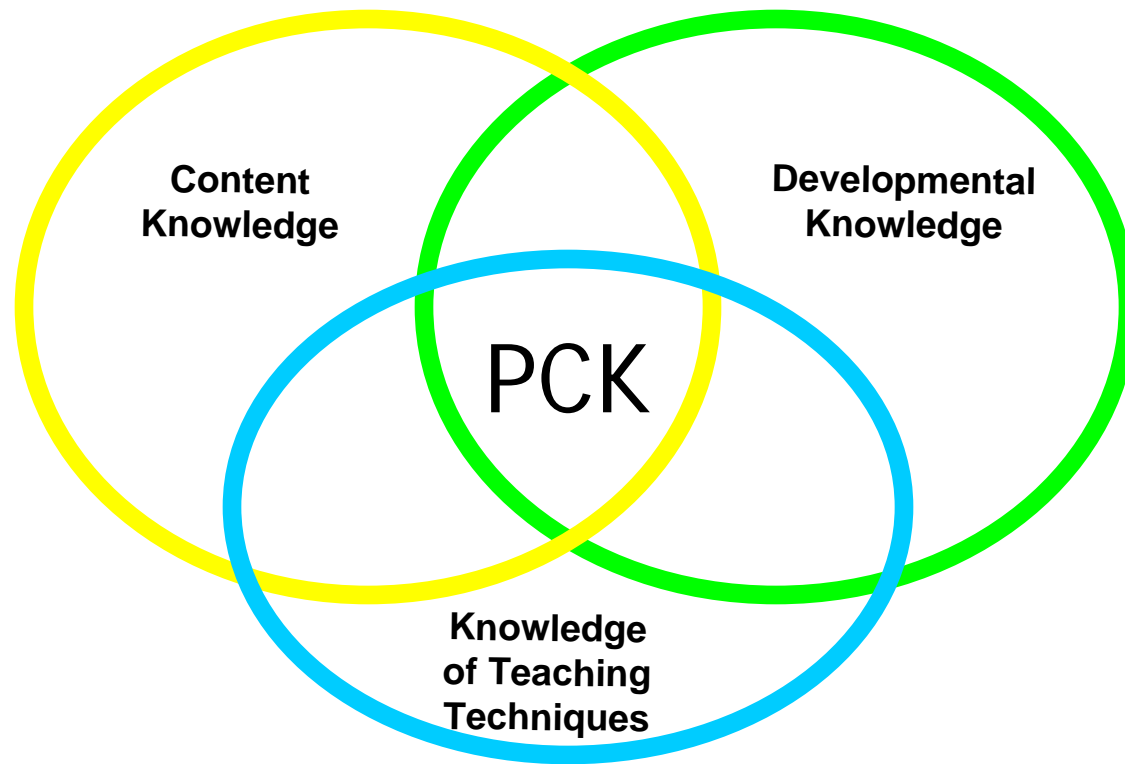 Content
Knowledge
Developmental
Knowledge
PCK
Knowledge
of Teaching
Techniques